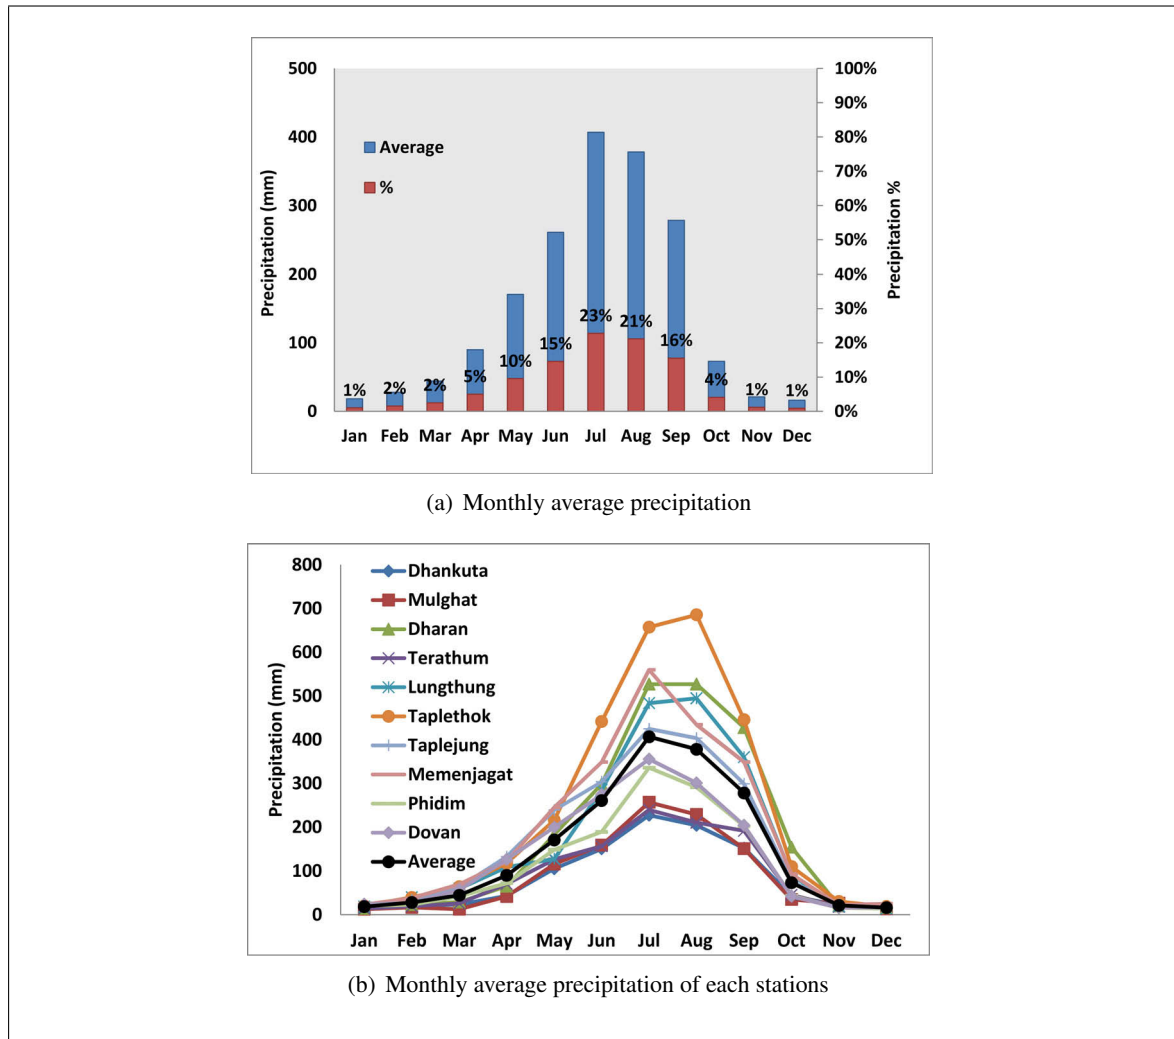 500
400
300
200
100
0
Precipitation (mm)
Average
%
100%
90%
80%
70%
60%
50%
40%
30%
20%
10%
0%
Precipitation %
1% 2% 2% 5% 10% 15% 23% 21% 16% 4% 1% 1%
Jan Feb Mar Apr May Jun Jul Aug Sep Oct Nov Dec
(a) Monthly average precipitation
800
700
600
500
400
300
200
100
0
Precipitation (mm)
Dhankuta
Mulghat
Dharan
Terathum
Lungthung
Taplethok
Taplejung
Memenjagat
Phidim
Dovan
Average
Jan Feb Mar Apr May Jun Jul Aug Sep Oct Nov Dec
(b) Monthly average precipitation of each stations